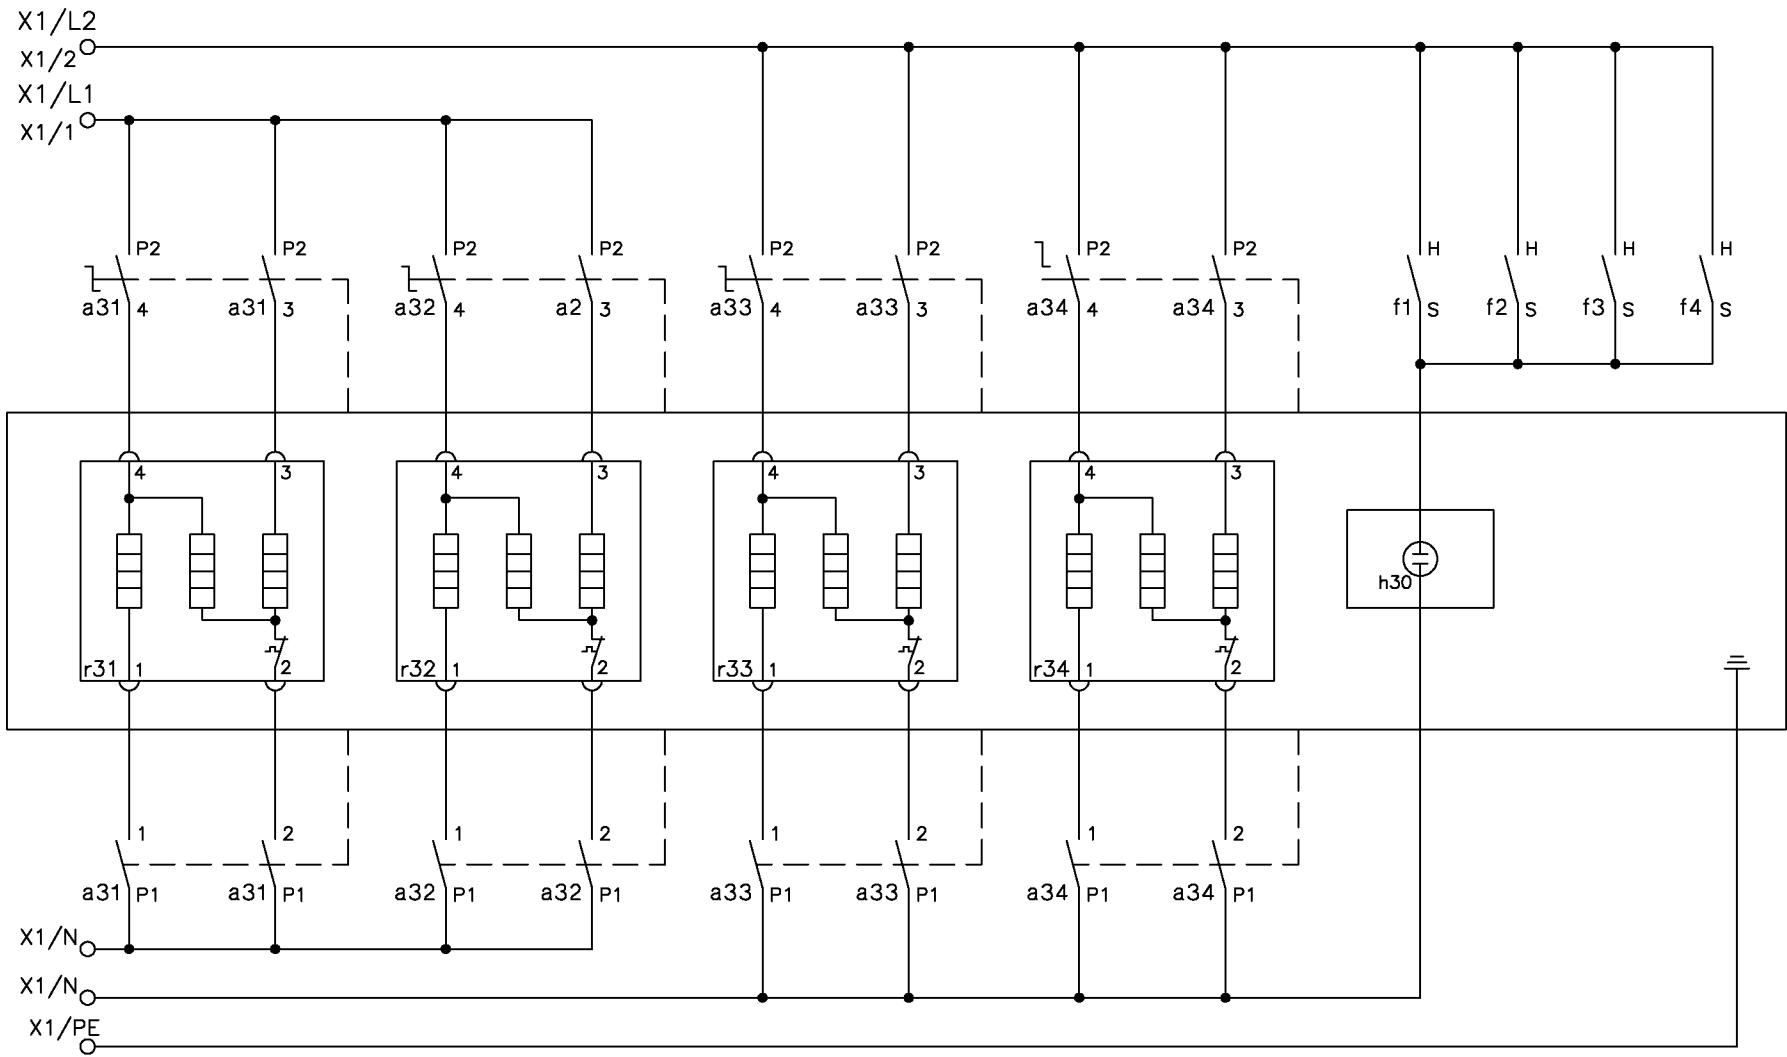 X1/L2
X1/2
X1/L1
X1/1
P2 P2 P2 P2 P2 P2 P2 P2 H H H H
a31 4 a31 3 a32 4 a2 3 a33 4 a33 3 a34 4 a34 3 f1 S f2 S f3 S f4 S
4 3 4 3 4 3 4 3
h30
r31 1 2 r32 1 2 r33 1 2 r34 1 2
1 2 1 2 1 2 1 2
a31 P1 a31 P1 a32 P1 a32 P1 a33 P1 a33 P1 a34 P1 a34 P1
X1/N
X1/N
X1/PE